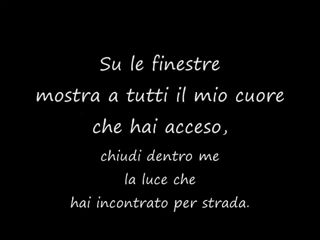 Su le finestre
mostra a tutti il mio cuore
che hai acceso,
chiudi dentro me
la luce che
hai incontrato per strada.